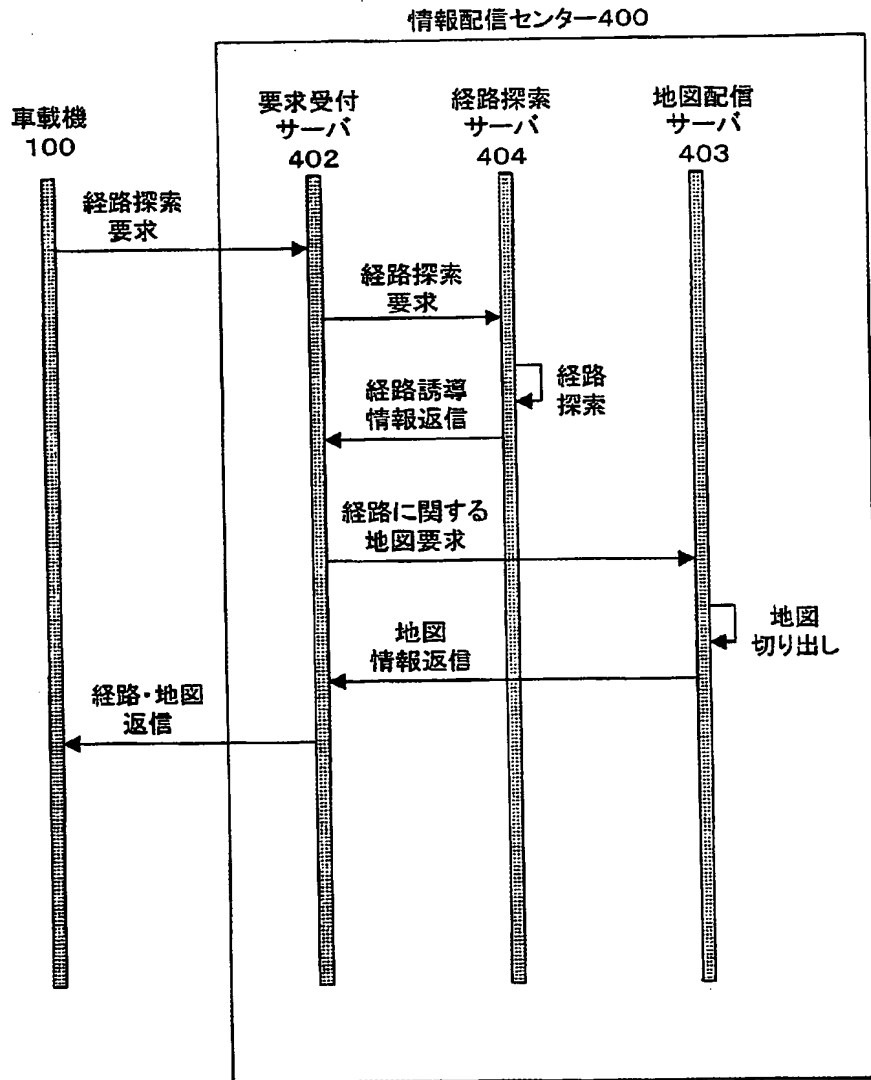 情報配信センター400
車載機
100
要求受付
サーバ
402
経路探索
サーバ
404
地図配信
サーバ
403
経路探索
要求
経路探索
要求
経路
探索
経路誘導
情報返信
経路に関する
地図要求
地図
切り出し
地図
情報返信
経路・地図
返信